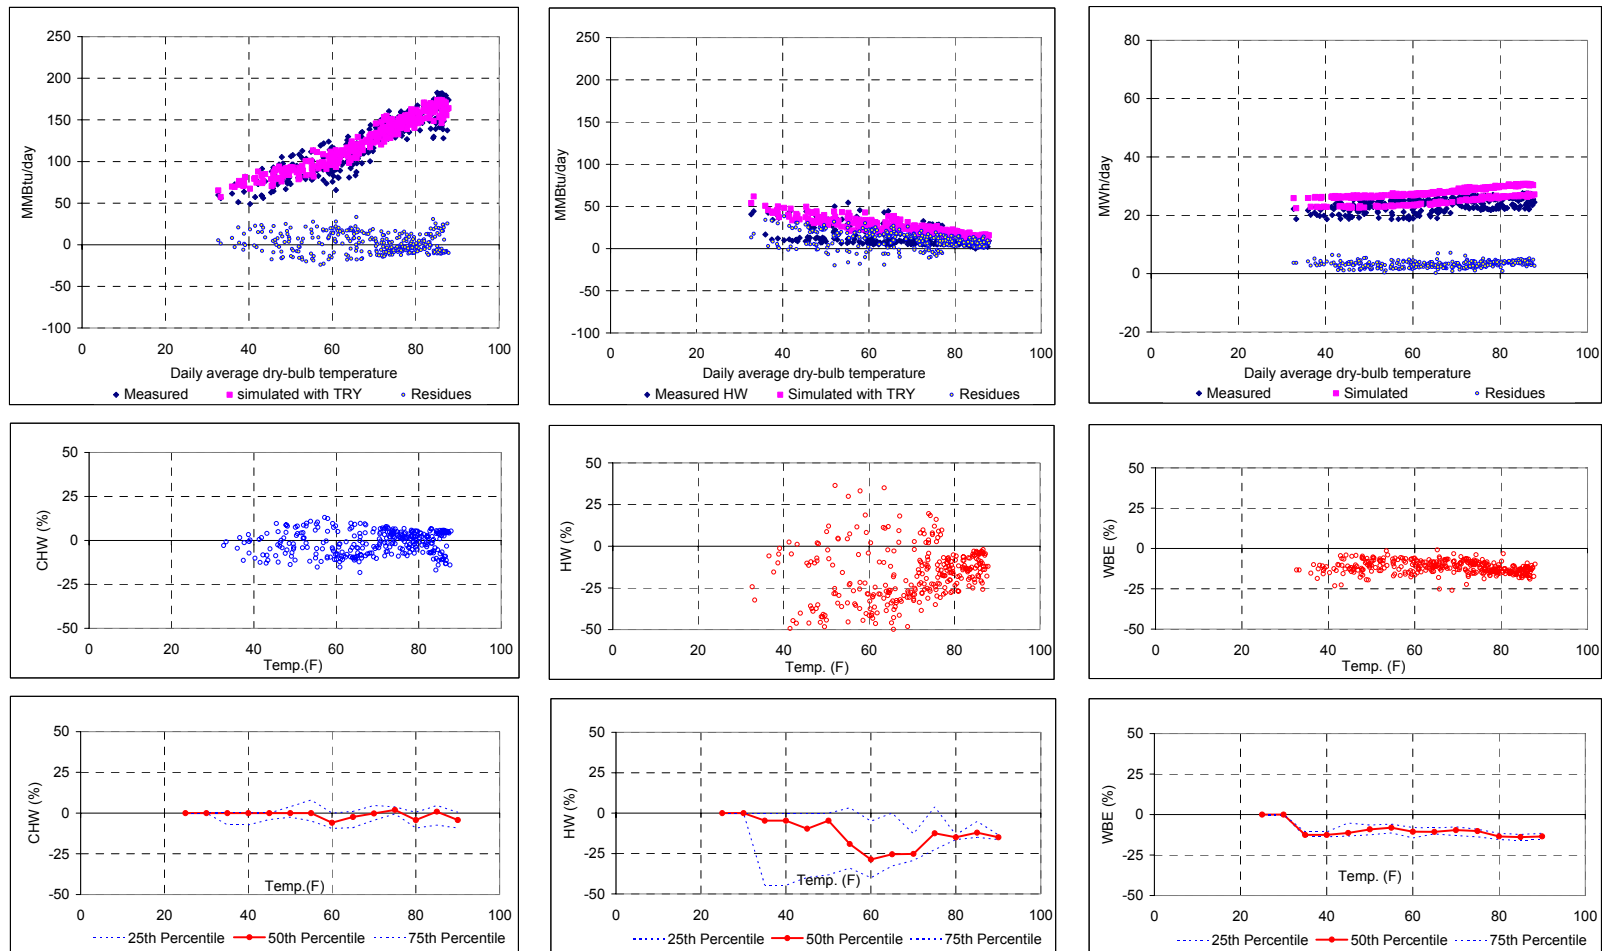 250
200
150
100
50
0
-50
-100
MMBtu/day
0 20 40 60 80 100
Daily average dry-bulb temperature
Measured simulated with TRY Residues
250
200
150
100
50
0
-50
-100
MMBtu/day
0 20 40 60 80 100
Daily average dry-bulb temperature
Measured HW Simulated with TRY Residues
80
60
40
20
0
-20
MWh/day
0 20 40 60 80 100
Daily average dry-bulb temperature
Measured Simulated Residues
50
25
0
-25
-50
CHW (%)
0 20 40 60 80 100
Temp.(F)
50
25
0
-25
-50
HW (%)
0 20 40 60 80 100
Temp. (F)
50
25
0
-25
-50
WBE (%)
0 20 40 60 80 100
Temp. (F)
50
25
0
-25
-50
CHW (%)
Temp.(F)
0 20 40 60 80 100
25th Percentile 50th Percentile 75th Percentile
50
25
0
-25
-50
HW (%)
Temp. (F)
0 20 40 60 80 100
25th Percentile 50th Percentile 75th Percentile
50
25
0
-25
-50
WBE (%)
Temp. (F)
0 20 40 60 80 100
25th Percentile 50th Percentile 75th Percentile